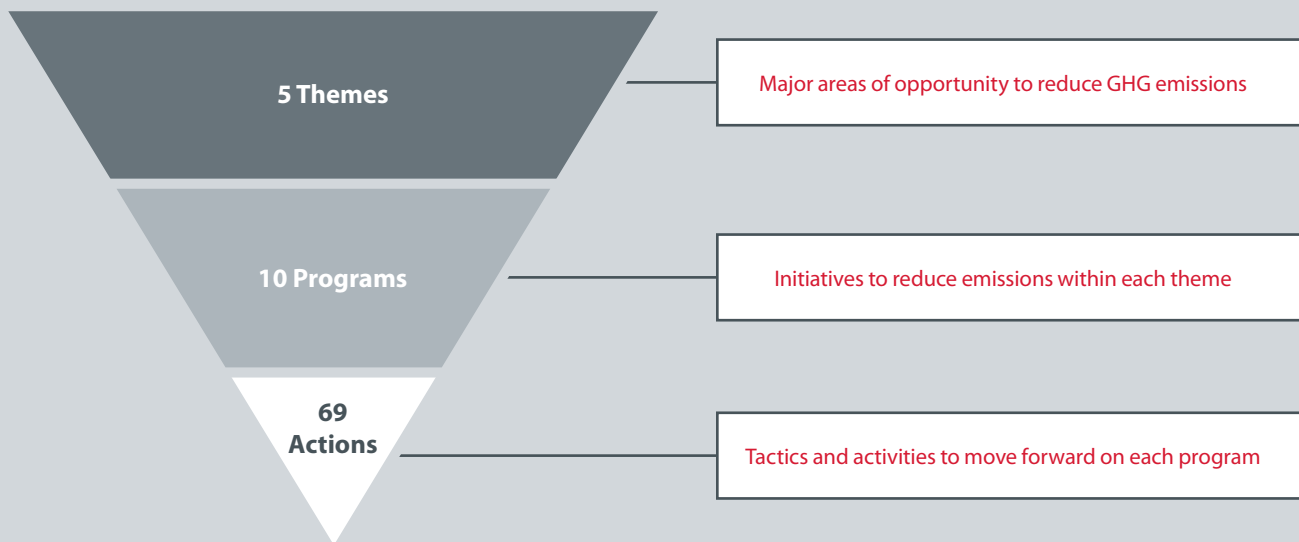 5 Themes
Major areas of opportunity to reduce GHG emissions
10 Programs
Initiatives to reduce emissions within each theme
69
Actions
Tactics and activities to move forward on each program